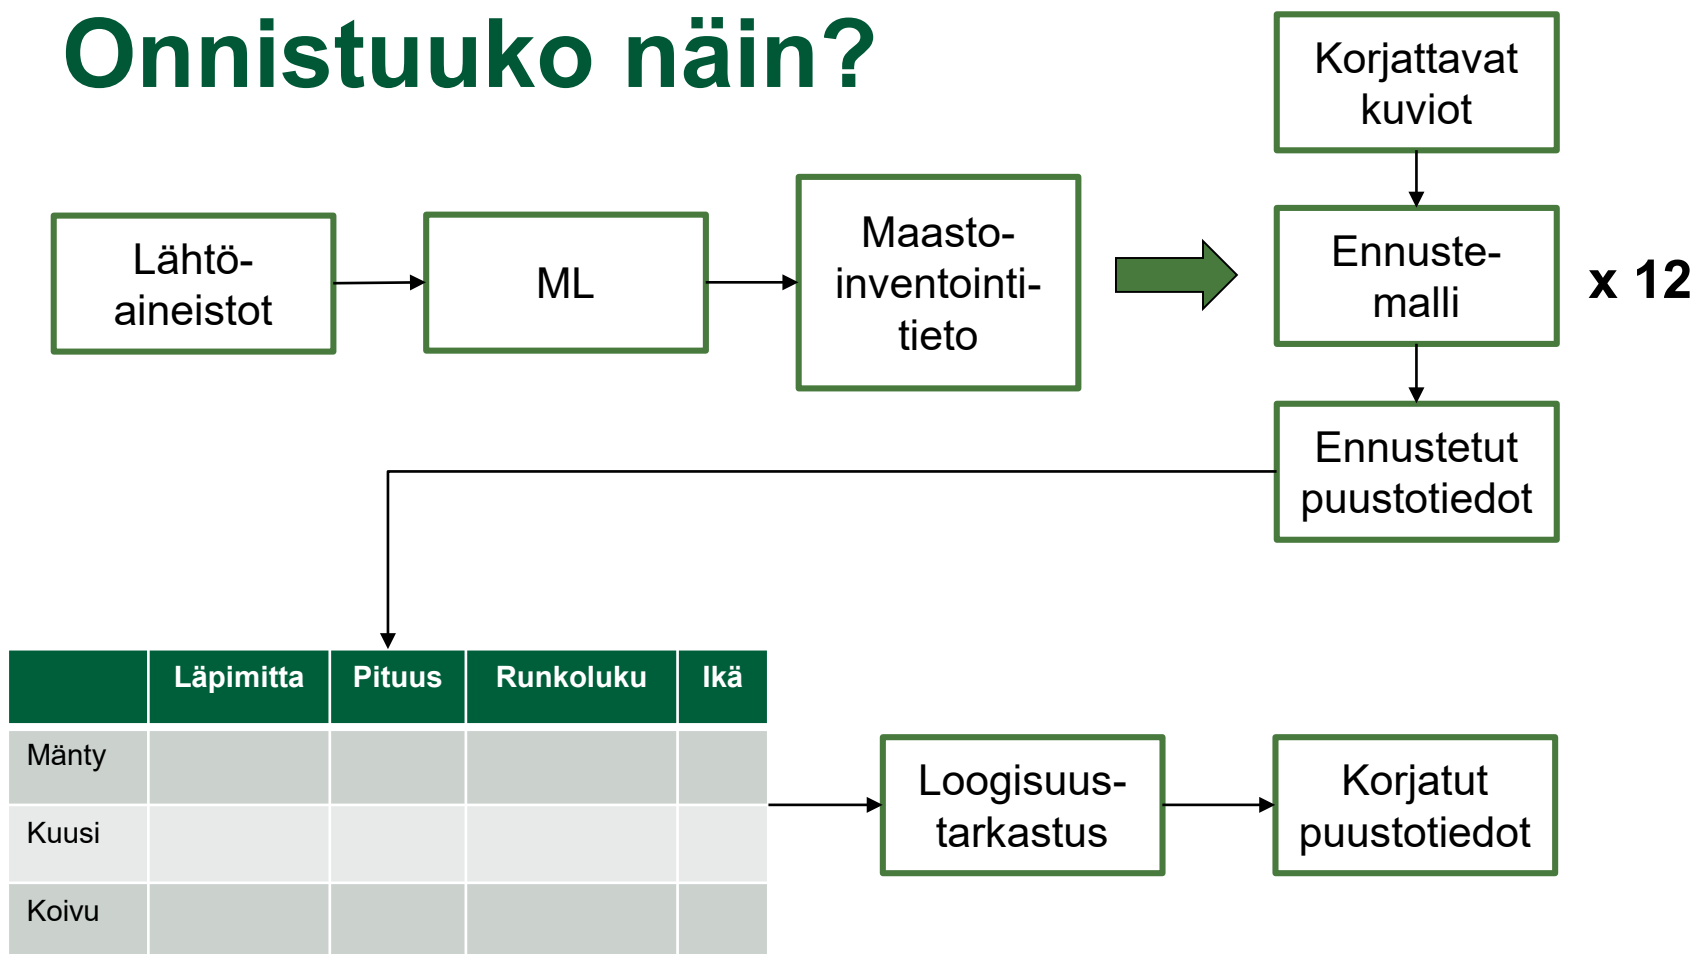 Onnistuuko näin?
Korjattavat
kuviot
Lähtö-
aineistot
ML
Maasto-
inventointi-
tieto
Ennuste-
malli
x 12
Ennustetut
puustotiedot
Läpimitta Pituus Runkoluku Ikä
Mänty
Kuusi
Koivu
Loogisuus-
tarkastus
Korjatut
puustotiedot